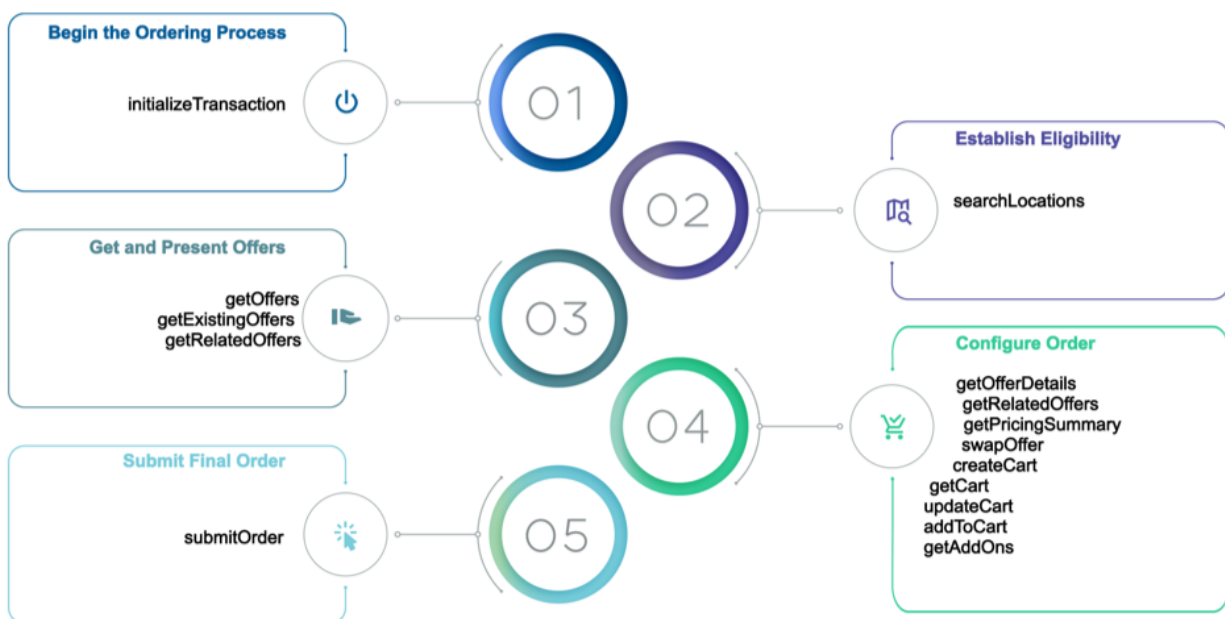 Begin the Ordering Process
initializeTransaction
01
Establish Eligibility
searchLocations
02
Get and Present Offers
getOffers
getExistingOffers
getRelatedOffers
03
Configure Order
getOfferDetails
getRelatedOffers
getPricingSummary
swapOffer
createCart
getCart
updateCart
addToCart
getAddOns
04
Submit Final Order
submitOrder
05